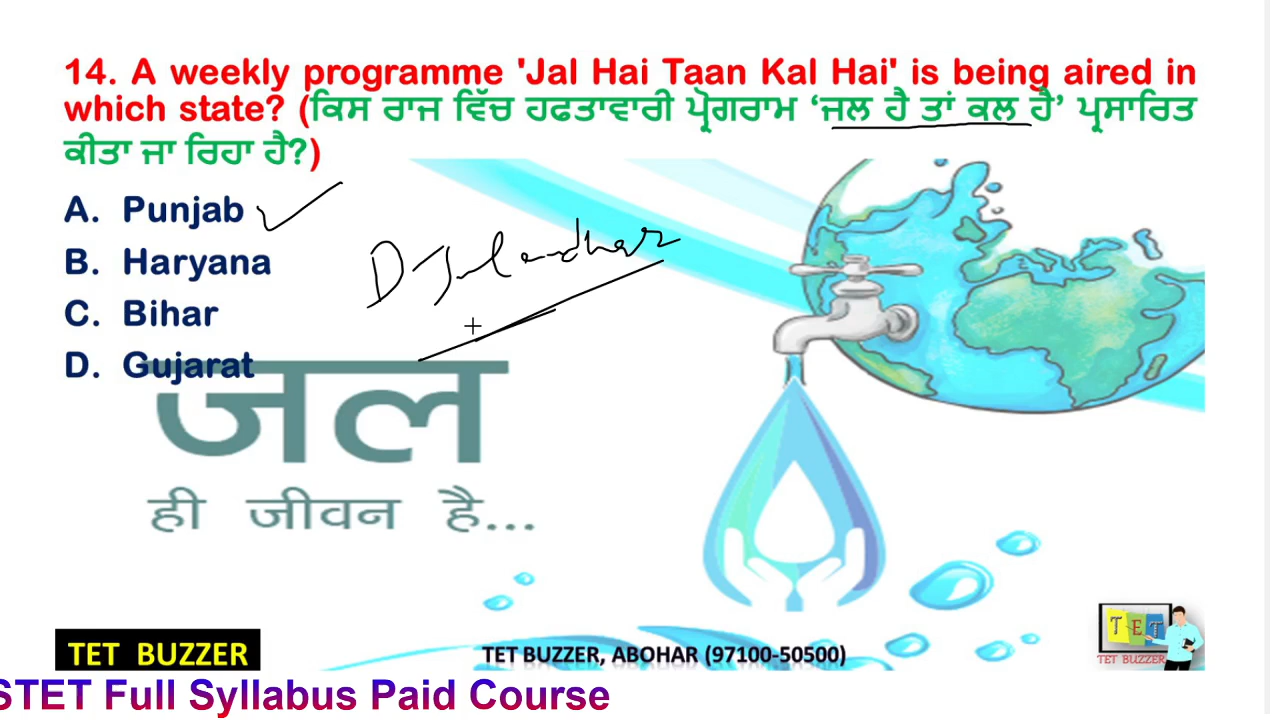 14. A weekly programme 'Jal Hai Taan Kal Hai' is being aired in
which state? (ਕਿਸ ਰਾਜ ਵਿੱਚ ਹਫਤਾਵਾਰੀ ਪ੍ਰੋਗਰਾਮ ‘ਜਲ ਹੈ ਤਾਂ ਕਲ ਹੈ’ ਪ੍ਰਸਾਰਿਤ
ਕੀਤਾ ਜਾ ਰਿਹਾ ਹੈ?)
A. Punjab
B. Haryana
C. Bihar
D. Gujarat
D Jalandhar
जल
ही जीवन है...
TET
TET BUZZER
TET BUZZER
TET BUZZER, ABOHAR (97100-50500)
STET Full Syllabus Paid Course